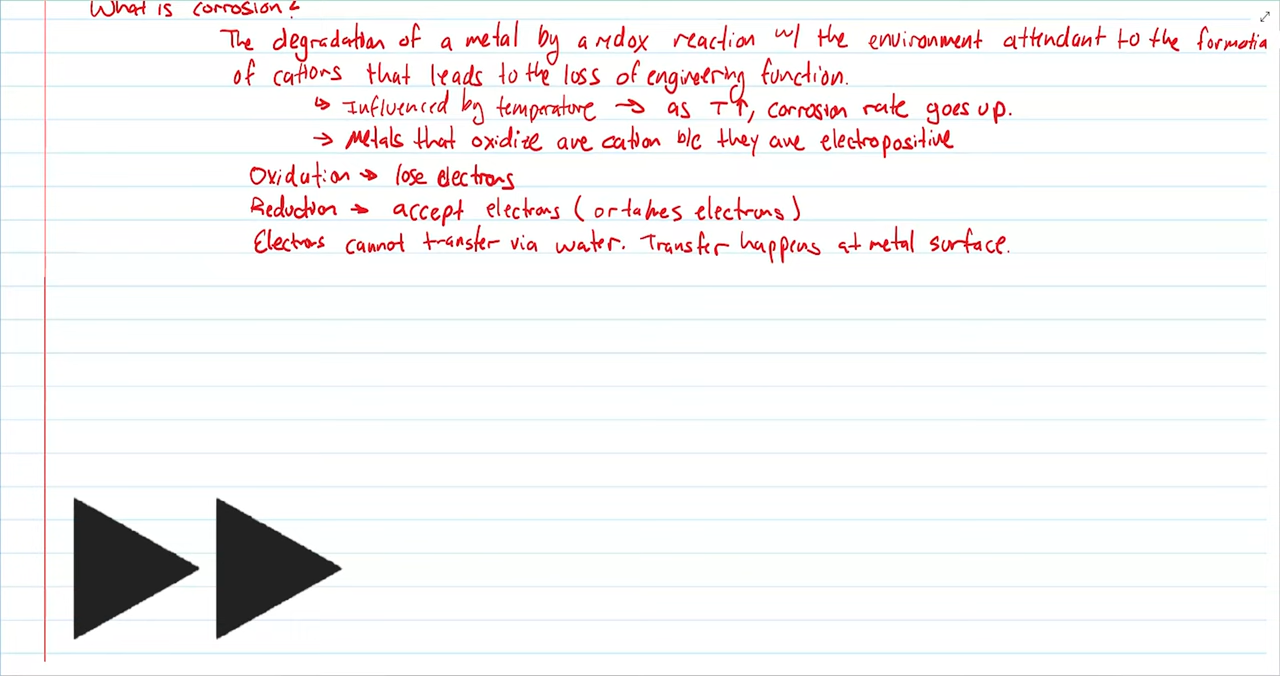 What is corrosion?
The degradation of a metal by a redox reaction w/ the environment attendant to the formatio
of cations that leads to the loss of engineering function.
↳ Influenced by temperature → as T↑, corrosion rate goes up.
→ Metals that oxidize are cation b/c they are electropositive
Oxidation → lose electrons
Reduction → accept electrons (or takes electrons)
Electrons cannot transfer via water. Transfer happens at metal surface.